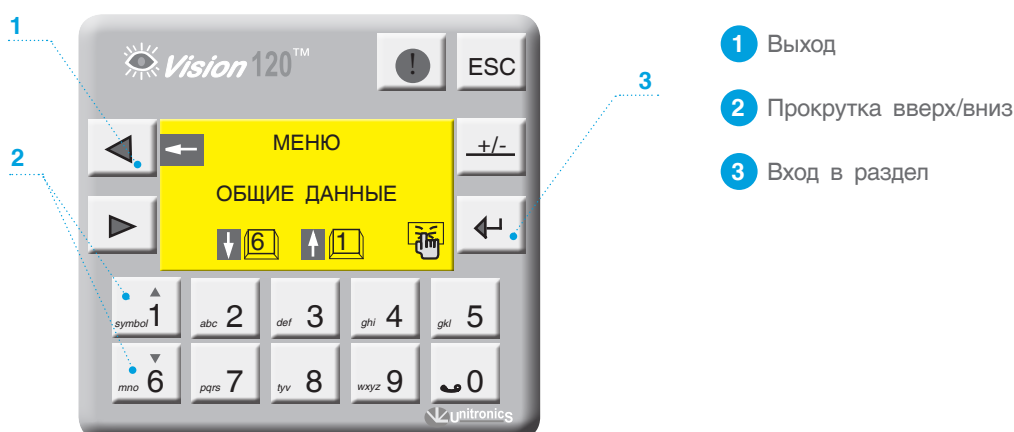 1
Vision 120™
!
ESC
3
МЕНЮ
+/-
2
ОБЩИЕ ДАННЫЕ
6
1
symbol 1
abc 2
def 3
ghi 4
gkl 5
mno 6
pqrs 7
tyv 8
wxyz 9
0
Unitronics
1 Выход
2 Прокрутка вверх/вниз
3 Вход в раздел